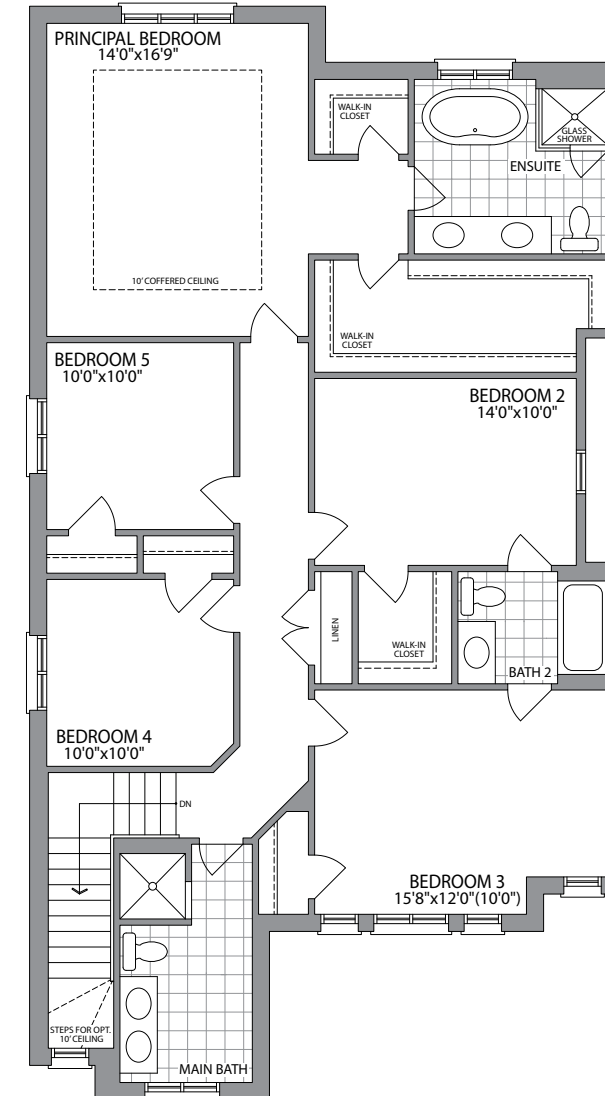 PRINCIPAL BEDROOM
14'0"x16'9"
WALK-IN
CLOSET
GLASS
SHOWER
ENSUITE
10' COFFERED CEILING
WALK-IN
CLOSET
BEDROOM 5
10'0"x10'0"
BEDROOM 2
14'0"x10'0"
LINEN
WALK-IN
CLOSET
BATH 2
BEDROOM 4
10'0"x10'0"
DN
BEDROOM 3
15'8"x12'0"(10'0")
STEPS FOR OPT.
10' CEILING
MAIN BATH